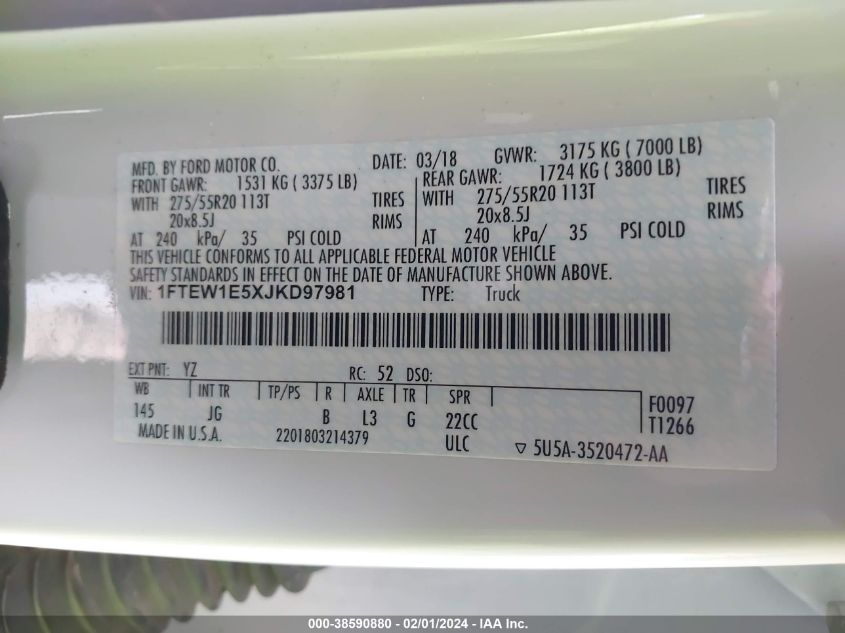 MFD. BY FORD MOTOR CO. DATE: 03/18 GVWR: 3175 KG ( 7000 LB)
FRONT GAWR: 1531 KG ( 3375 LB) REAR GAWR: 1724 KG ( 3800 LB)
WITH 275/55R20 113T TIRES WITH 275/55R20 113T TIRES
20x8.5J RIMS 20x8.5J RIMS
AT 240 kPa/ 35 PSI COLD AT 240 kPa/ 35 PSI COLD
THIS VEHICLE CONFORMS TO ALL APPLICABLE FEDERAL MOTOR VEHICLE
SAFETY STANDARDS IN EFFECT ON THE DATE OF MANUFACTURE SHOWN ABOVE.
VIN: 1FTEW1E5XJKD97981 TYPE: Truck
EXT PNT: YZ RC: 52 DSO:
WB INT TR TP/PS R AXLE TR SPR F0097
145 JG B L3 G 22CC T1266
MADE IN U.S.A. 2201803214379 ULC ▽ 5U5A-3520472-AA
000-38590880 - 02/01/2024 - IAA Inc.